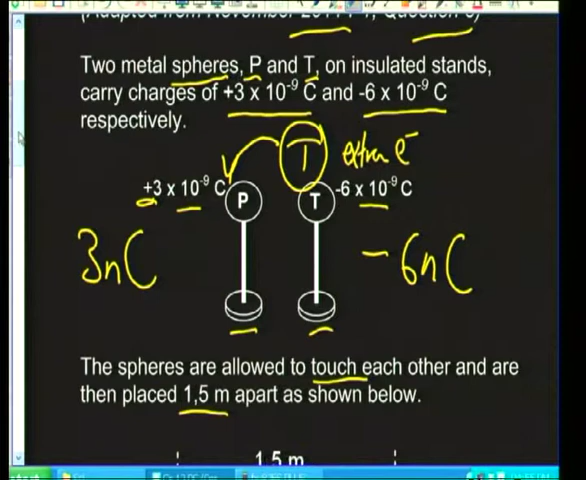 Two metal spheres, P and T, on insulated stands,
carry charges of +3 x 10⁻⁹ C and -6 x 10⁻⁹ C
respectively.
T extra e⁻
+3 x 10⁻⁹ C P T -6 x 10⁻⁹ C
3nC -6nC
The spheres are allowed to touch each other and are
then placed 1,5 m apart as shown below.
1,5 m